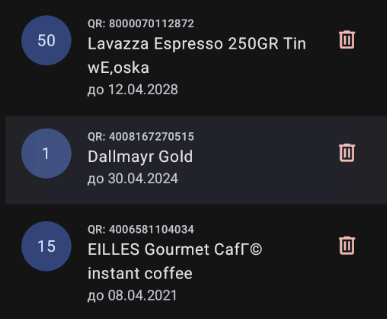 50
QR: 8000070112872
Lavazza Espresso 250GR Tin
wE,oska
до 12.04.2028
1
QR: 4008167270515
Dallmayr Gold
до 30.04.2024
15
QR: 4006581104034
EILLES Gourmet CafГ©
instant coffee
до 08.04.2021